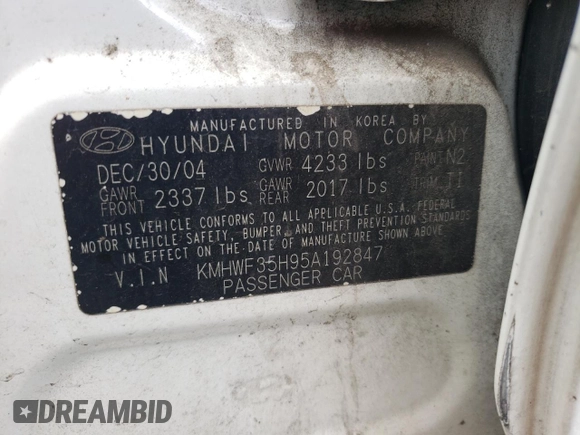 MANUFACTURED IN KOREA BY
HYUNDAI MOTOR COMPANY
DEC/30/04 GVWR 4233 lbs PAINT N2
GAWR FRONT 2337 lbs GAWR REAR 2017 lbs TRIM TI
THIS VEHICLE CONFORMS TO ALL APPLICABLE U.S.A. FEDERAL
MOTOR VEHICLE SAFETY, BUMPER, AND THEFT PREVENTION STANDARDS
IN EFFECT ON THE DATE OF MANUFACTURE SHOWN ABOVE.
V.I.N KMHWF35H95A192847
PASSENGER CAR
DREAMBID